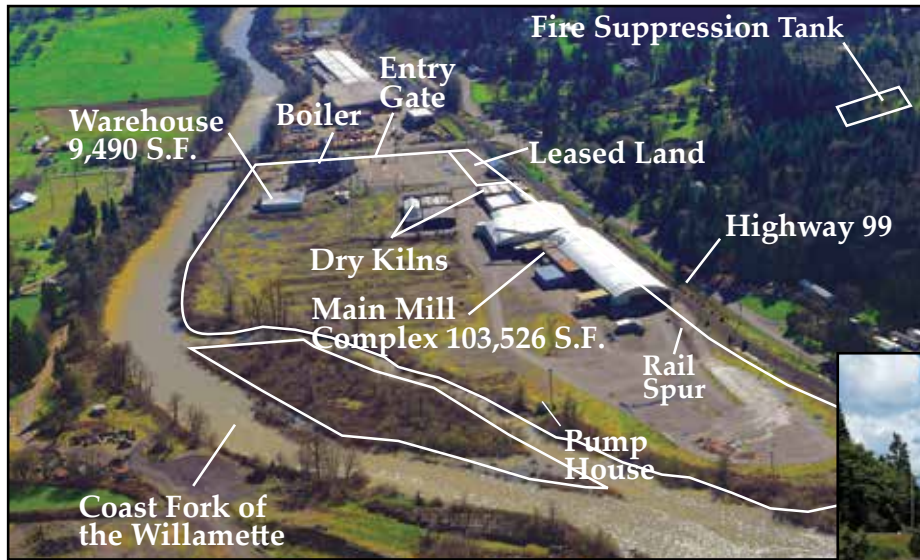 Fire Suppression Tank
Entry
Gate
Boiler
Warehouse
9,490 S.F.
Leased Land
Highway 99
Dry Kilns
Main Mill
Complex 103,526 S.F.
Rail
Spur
Pump
House
Coast Fork of
the Willamette